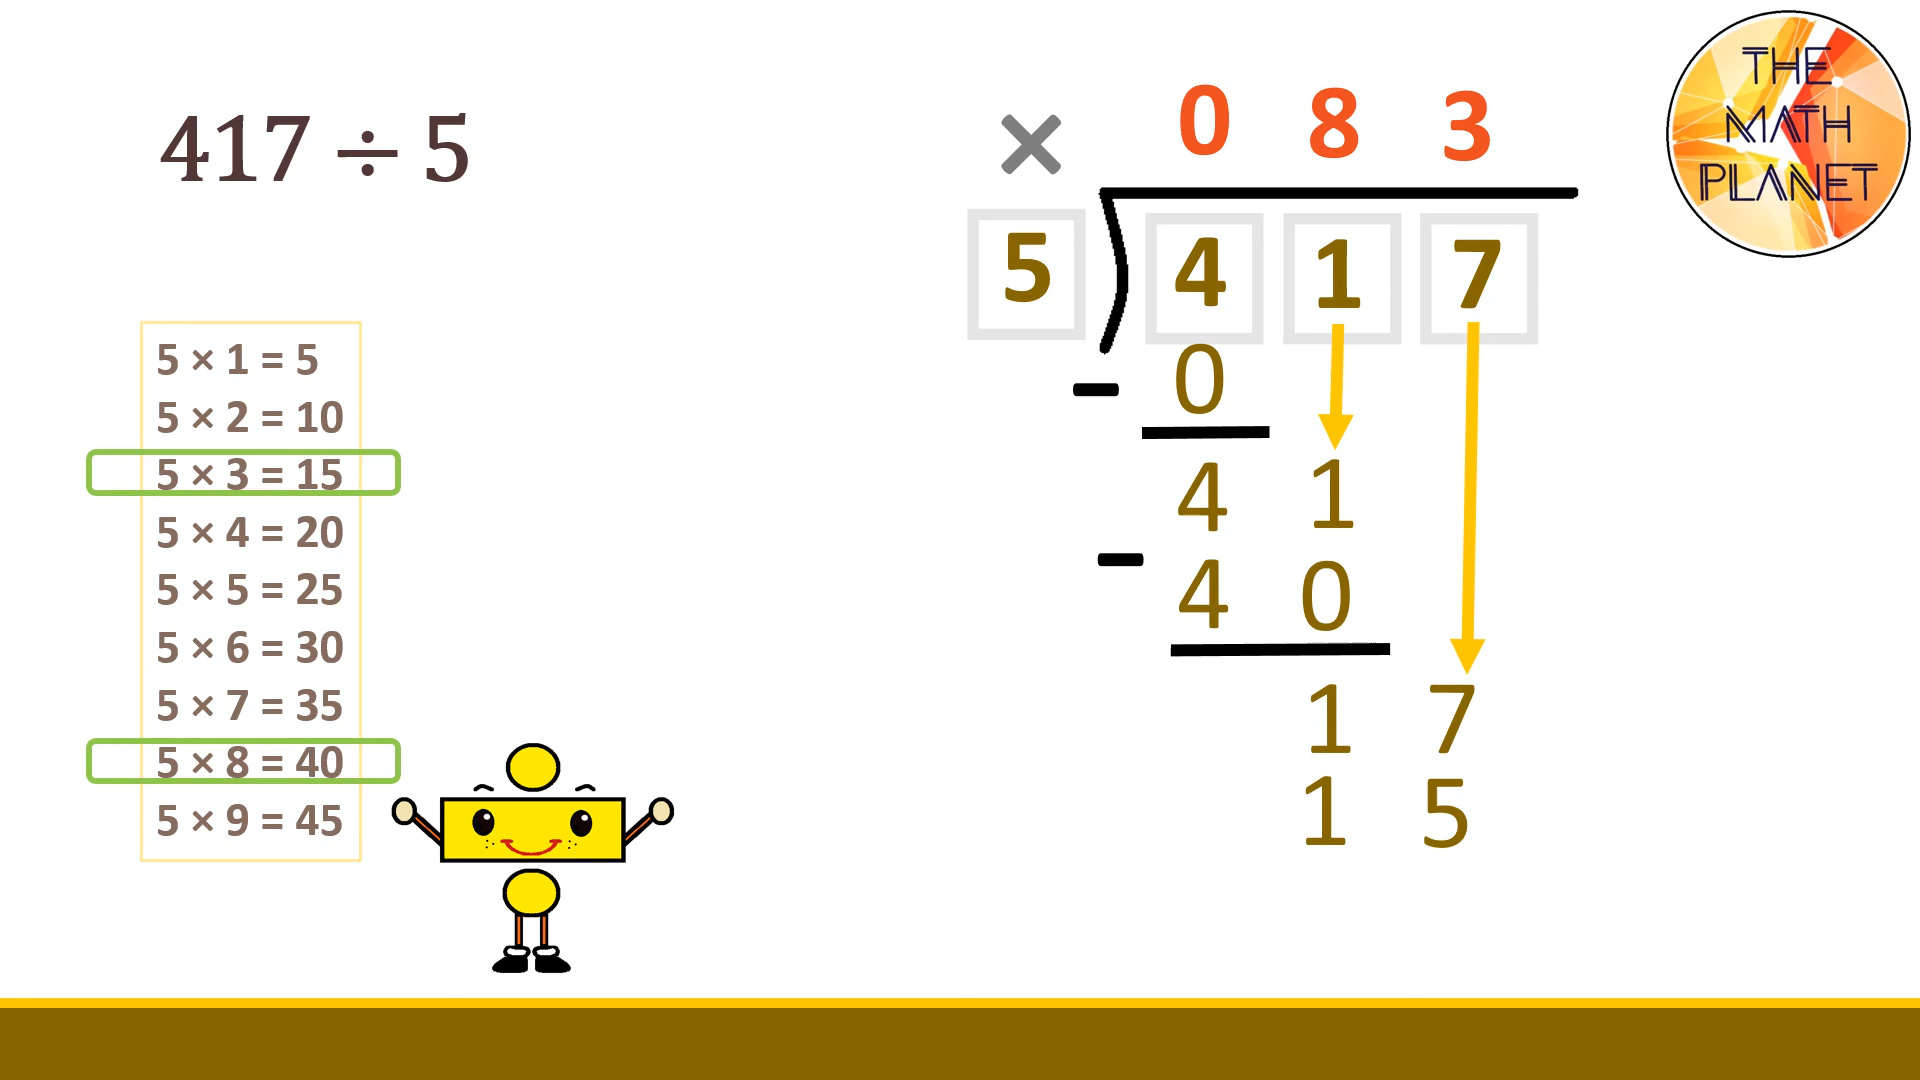 417 ÷ 5
5 × 1 = 5
5 × 2 = 10
5 × 3 = 15
5 × 4 = 20
5 × 5 = 25
5 × 6 = 30
5 × 7 = 35
5 × 8 = 40
5 × 9 = 45
× 0 8 3
5 4 1 7
- 0
4 1
- 4 0
1 7
1 5
THE
MATH
PLANET